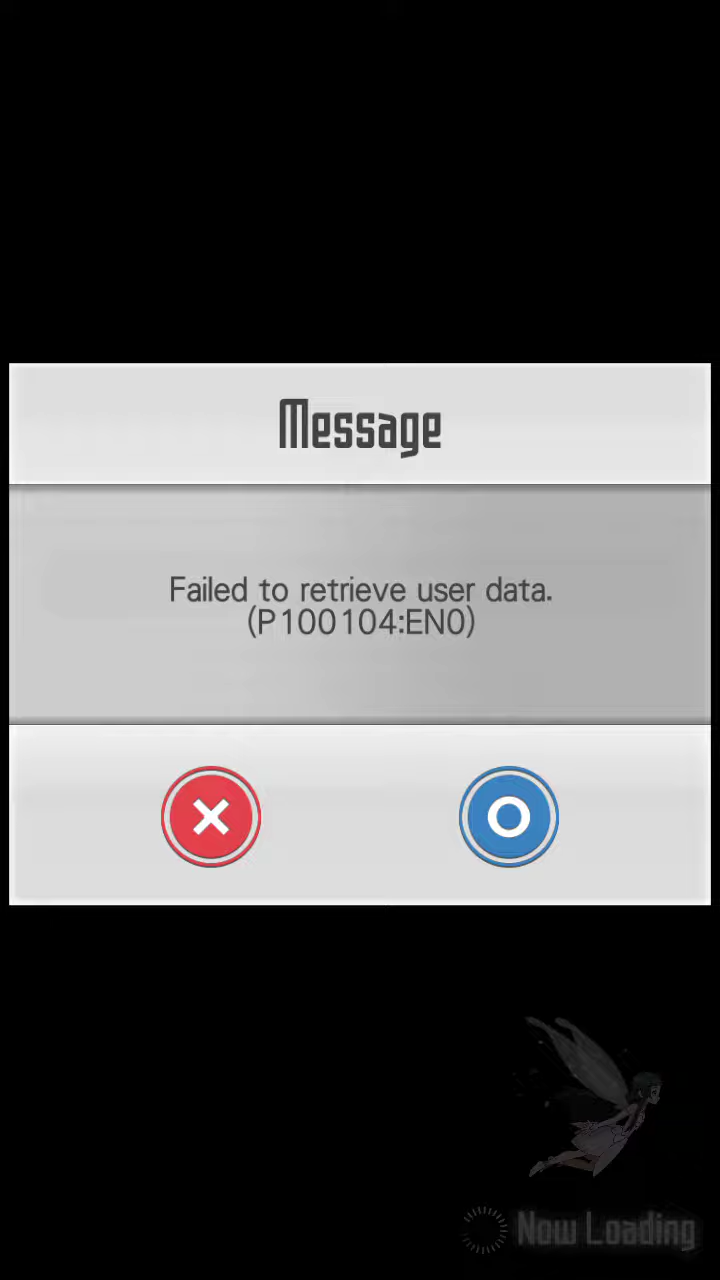 Message
Failed to retrieve user data.
(P100104:EN0)
Now Loading